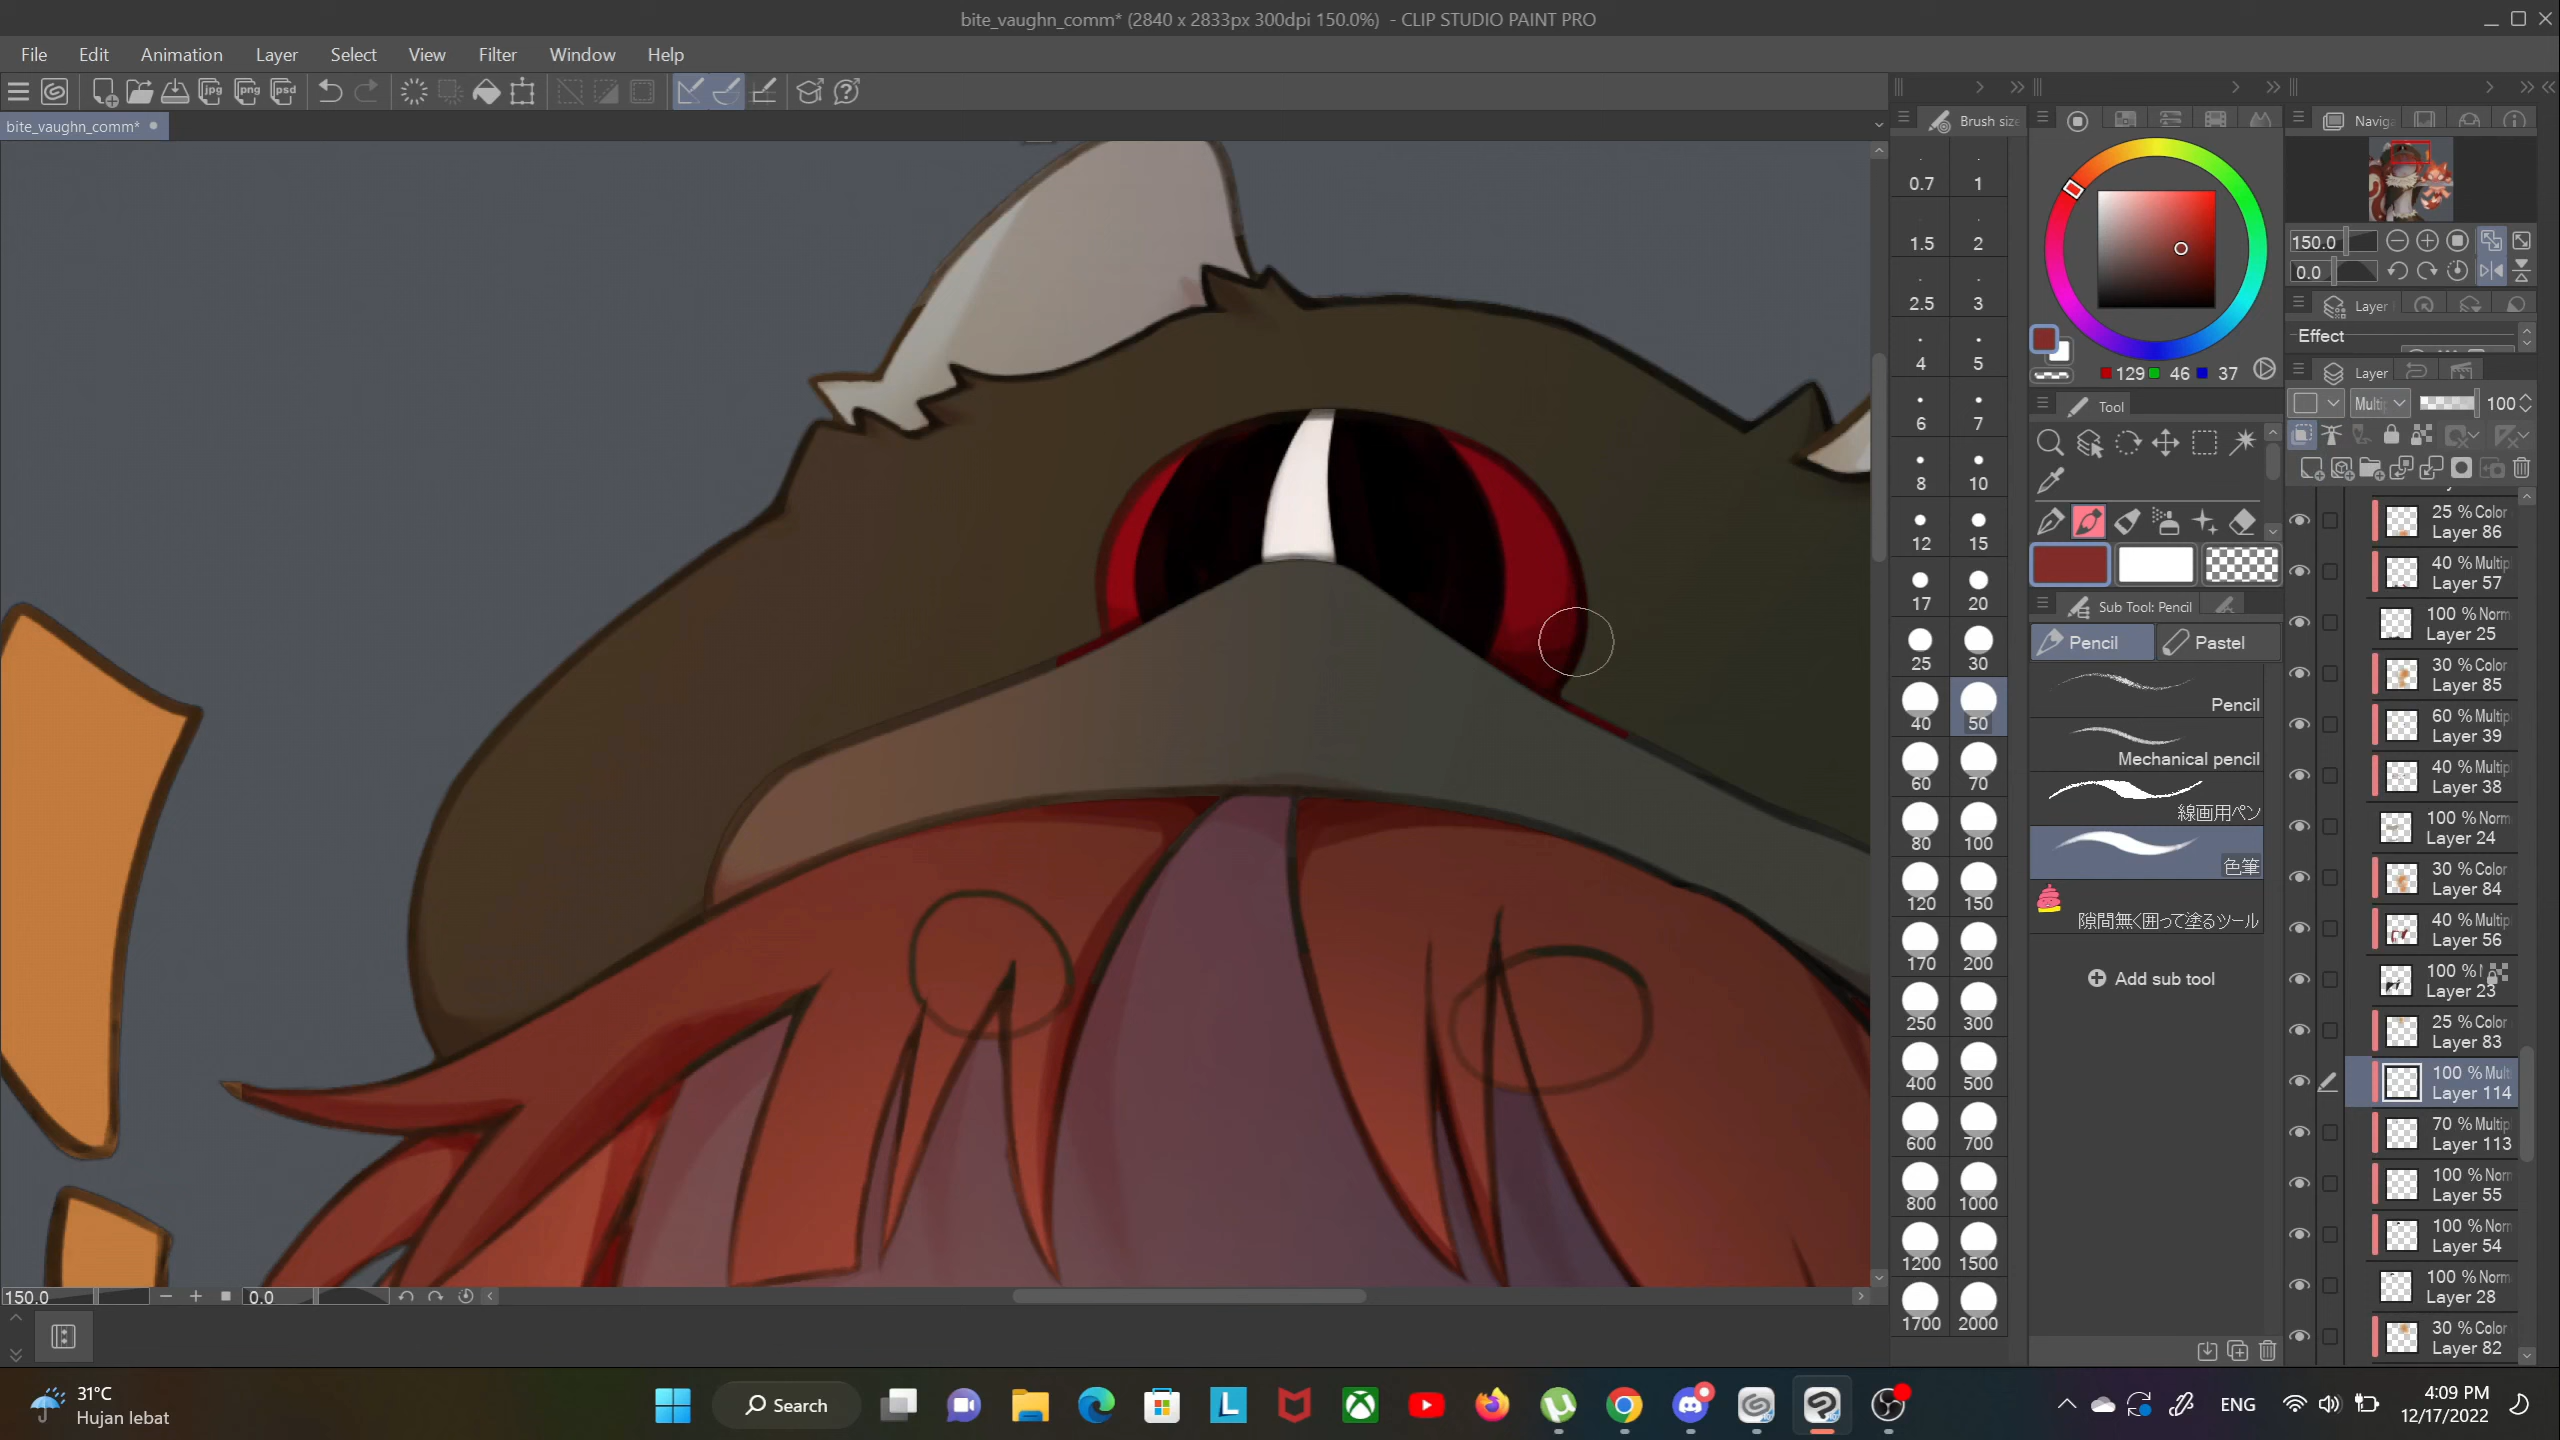 bite_vaughn_comm* (2840 x 2833px 300dpi 150.0%) - CLIP STUDIO PAINT PRO
File Edit Animation Layer Select View Filter Window Help
jpg png psd
bite_vaughn_comm*
Brush size
Naviga
0.7 1
1.5 2
2.5 3
4 5
6 7
8 10
12 15
17 20
25 30
40 50
60 70
80 100
120 150
170 200
250 300
400 500
600 700
800 1000
1200 1500
1700 2000
129 46 37
Tool
Sub Tool: Pencil
Pencil Pastel
Pencil
Mechanical pencil
線画用ペン
色筆
隙間無く囲って塗るツール
Add sub tool
150.0
0.0
Layer
Effect
Layer
Multi 100
25 % Color
Layer 86
40 % Multip
Layer 57
100 % Norm
Layer 25
30 % Color
Layer 85
60 % Multip
Layer 39
40 % Multip
Layer 38
100 % Norm
Layer 24
30 % Color
Layer 84
40 % Multip
Layer 56
100 %
Layer 23
25 % Color
Layer 83
100 % Mult
Layer 114
70 % Multip
Layer 113
100 % Norm
Layer 55
100 % Norm
Layer 54
100 % Norm
Layer 28
30 % Color
Layer 82
150.0 0.0
31°C
Hujan lebat
Search
ENG
4:09 PM
12/17/2022